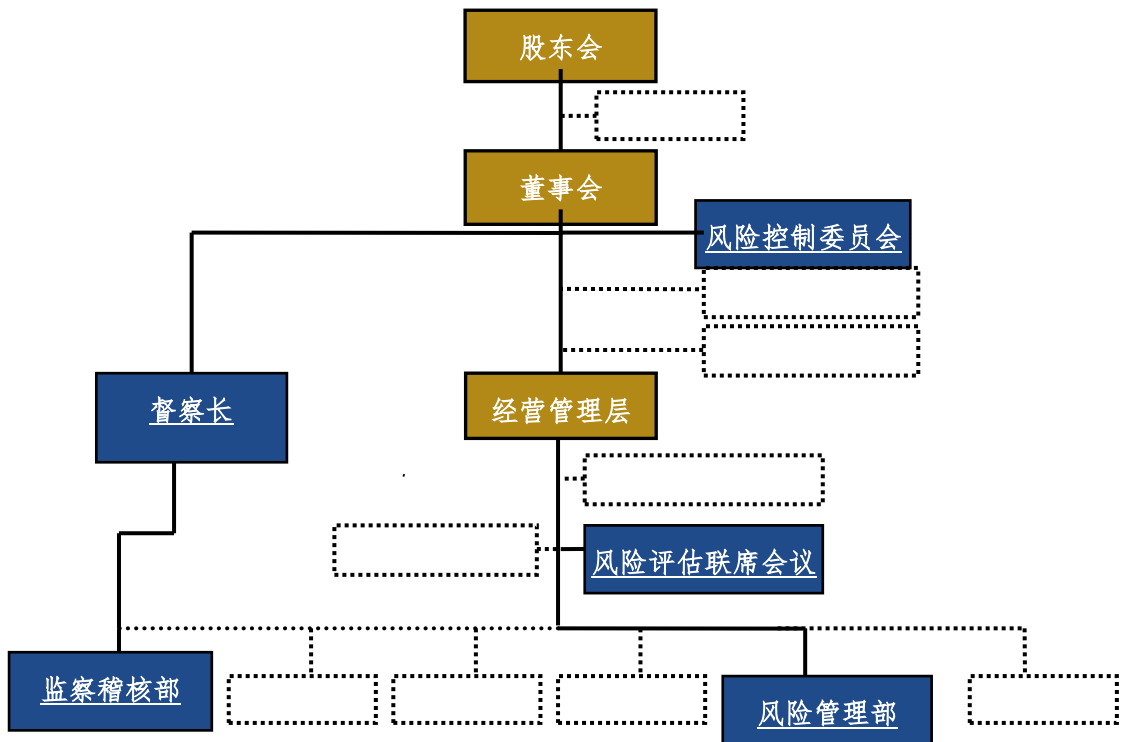 股东会
董事会
风险控制委员会
督察长
经营管理层
风险评估联席会议
监察稽核部
风险管理部